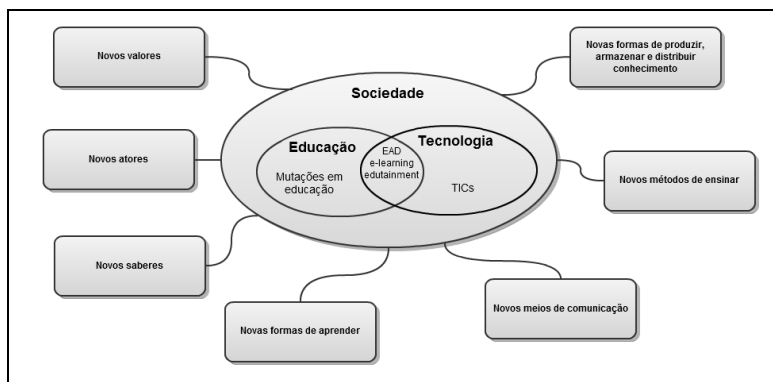 Novos valores
Novas formas de produzir,
armazenar e distribuir
conhecimento
Sociedade
Educação
Tecnologia
EAD
e-learning
edutainment
Mutações em
educação
TICs
Novos atores
Novos métodos de ensinar
Novos saberes
Novas formas de aprender
Novos meios de comunicação